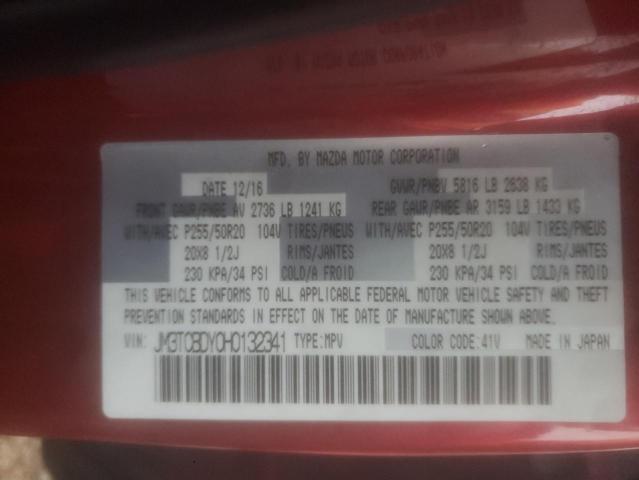 MFD. BY MAZDA MOTOR CORPORATION
DATE 12/16 GVWR/PNBV 5816 LB 2638 KG
FRONT GAWR/PNBE AV 2736 LB 1241 KG REAR GAWR/PNBE AR 3159 LB 1433 KG
WITH/AVEC P255/50R20 104V TIRES/PNEUS WITH/AVEC P255/50R20 104V TIRES/PNEUS
20X8 1/2J RIMS/JANTES 20X8 1/2J RIMS/JANTES
230 KPA/34 PSI COLD/A FROID 230 KPA/34 PSI COLD/A FROID
THIS VEHICLE CONFORMS TO ALL APPLICABLE FEDERAL MOTOR VEHICLE SAFETY AND THEFT
PREVENTION STANDARDS IN EFFECT ON THE DATE OF MANUFACTURE SHOWN ABOVE.
VIN: JM3TCBDY0H0132341 TYPE:MPV COLOR CODE:41V MADE IN JAPAN